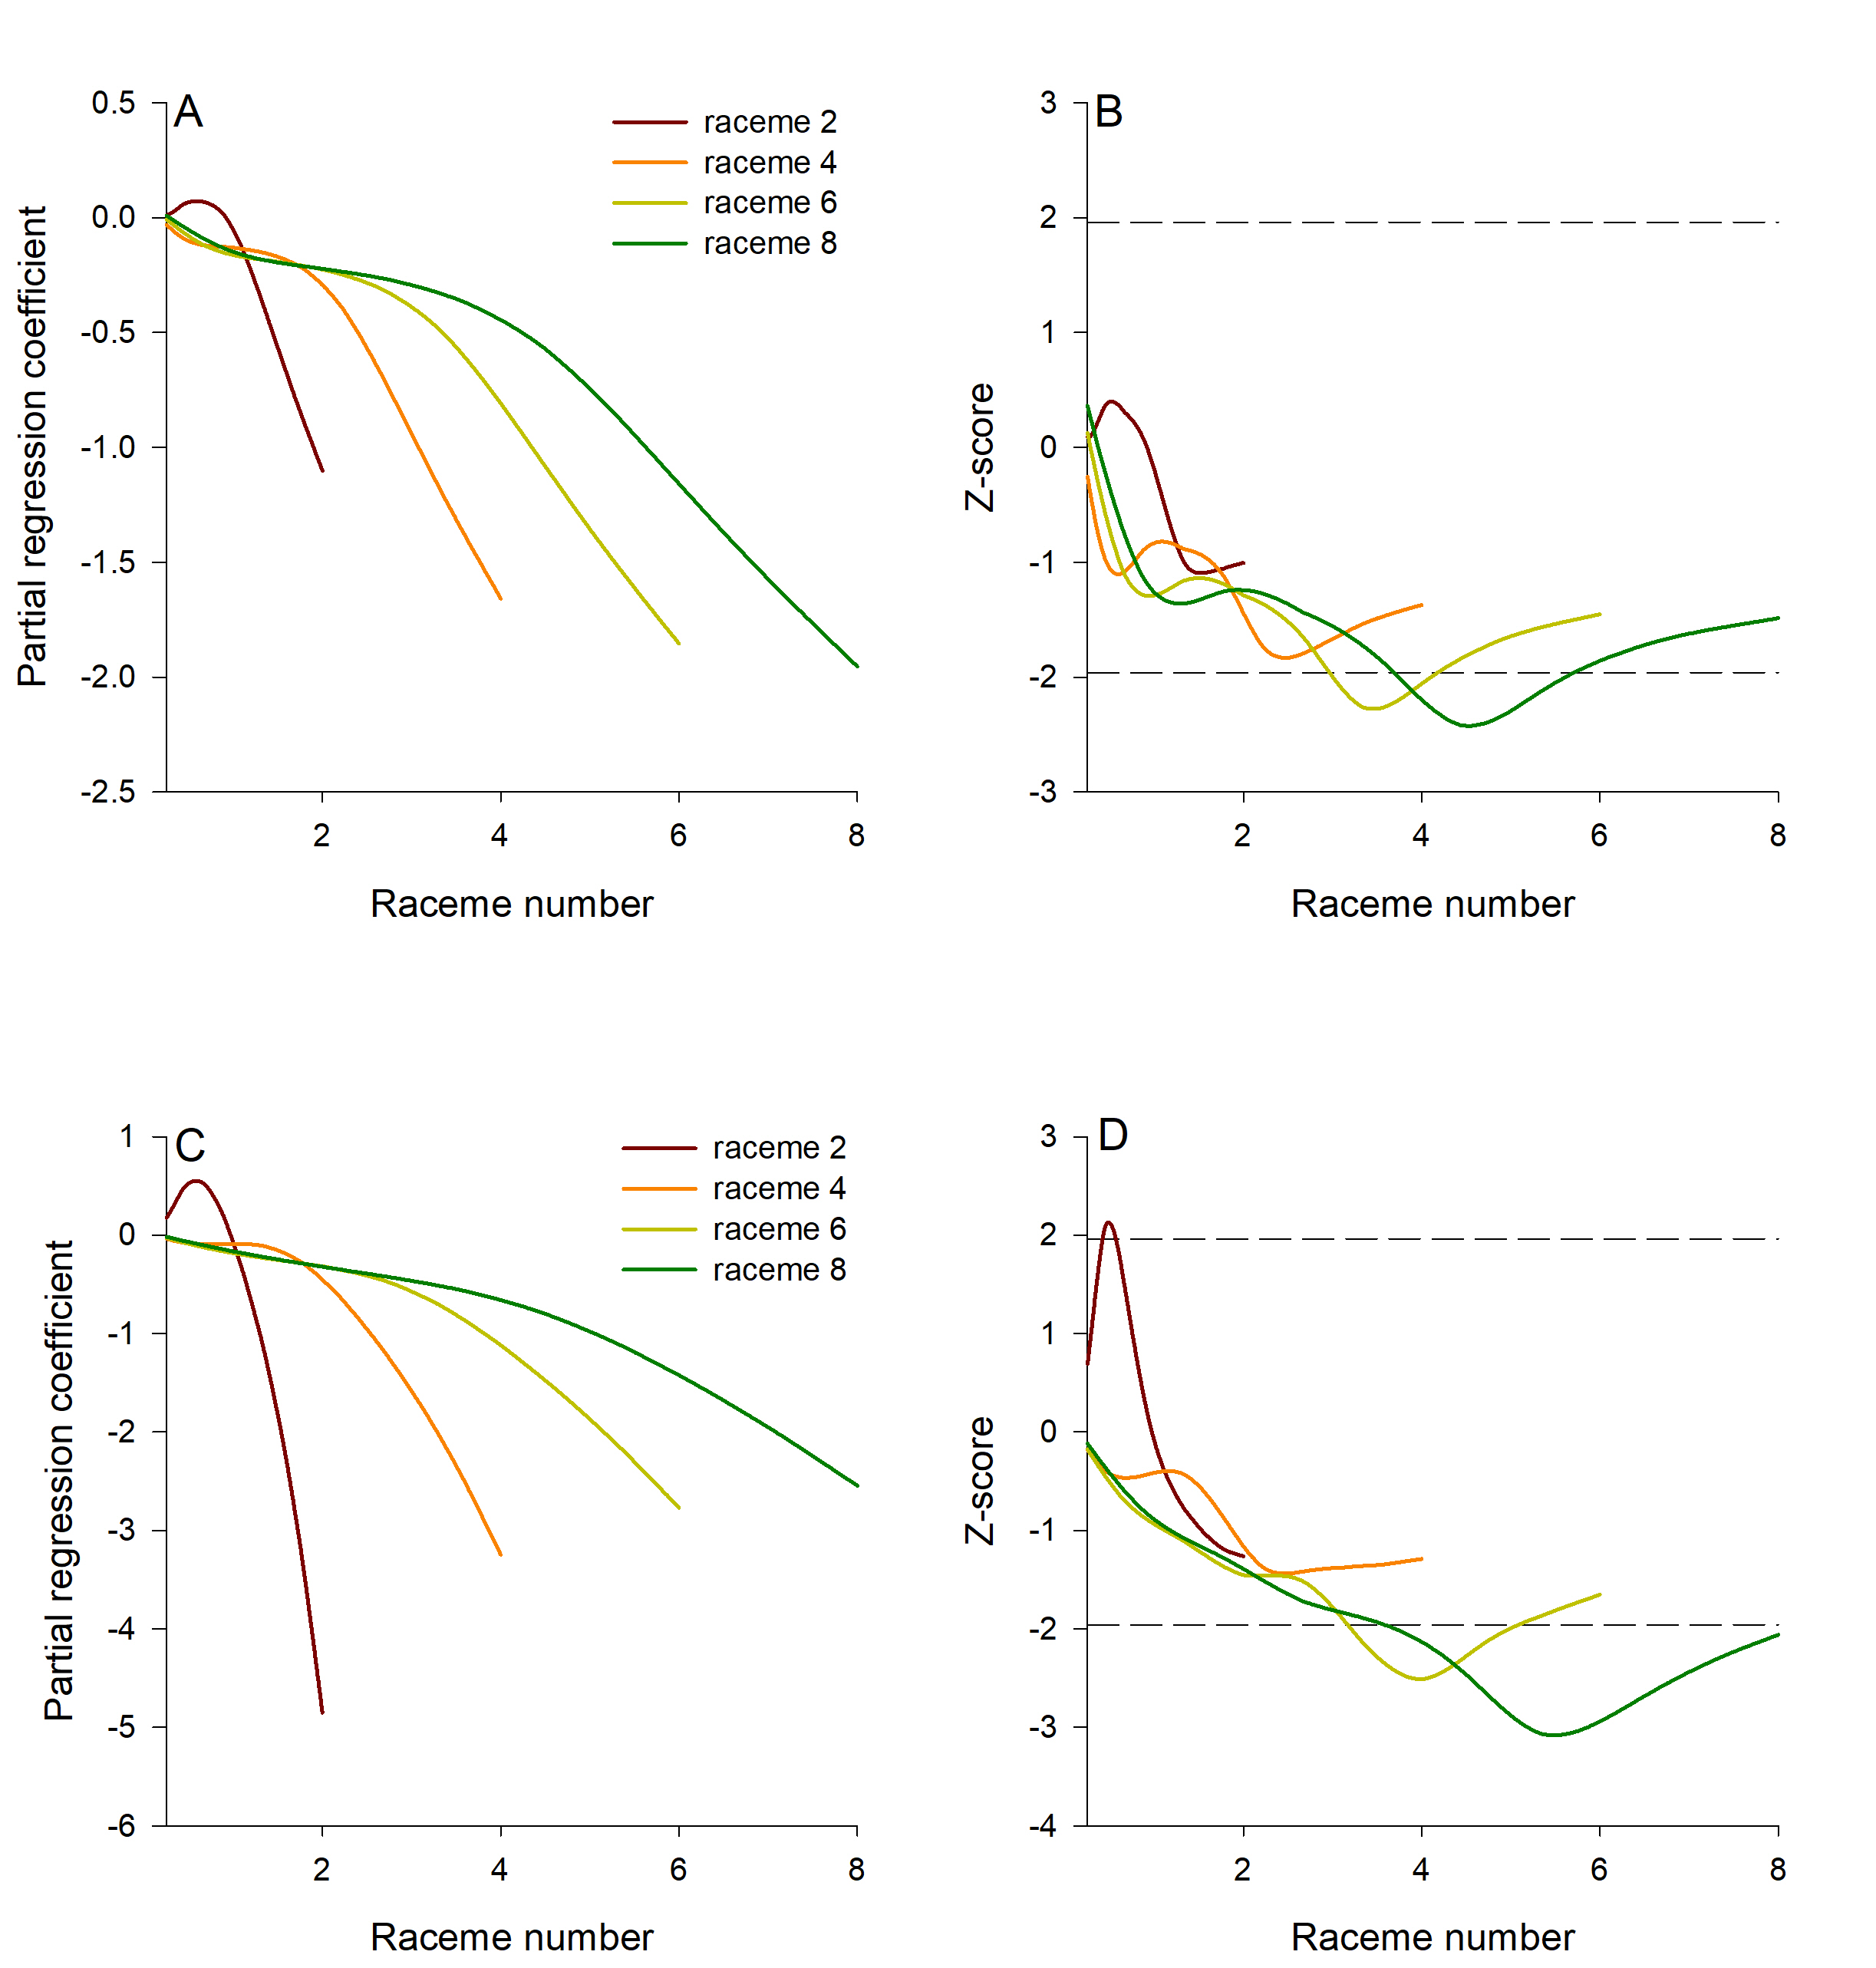 A
raceme 2
raceme 4
raceme 6
raceme 8
0.5
0.0
-0.5
-1.0
-1.5
-2.0
-2.5
Partial regression coefficient
2 4 6 8
Raceme number
B
3
2
1
0
-1
-2
-3
Z-score
2 4 6 8
Raceme number
C
raceme 2
raceme 4
raceme 6
raceme 8
1
0
-1
-2
-3
-4
-5
-6
Partial regression coefficient
2 4 6 8
Raceme number
D
3
2
1
0
-1
-2
-3
-4
Z-score
2 4 6 8
Raceme number